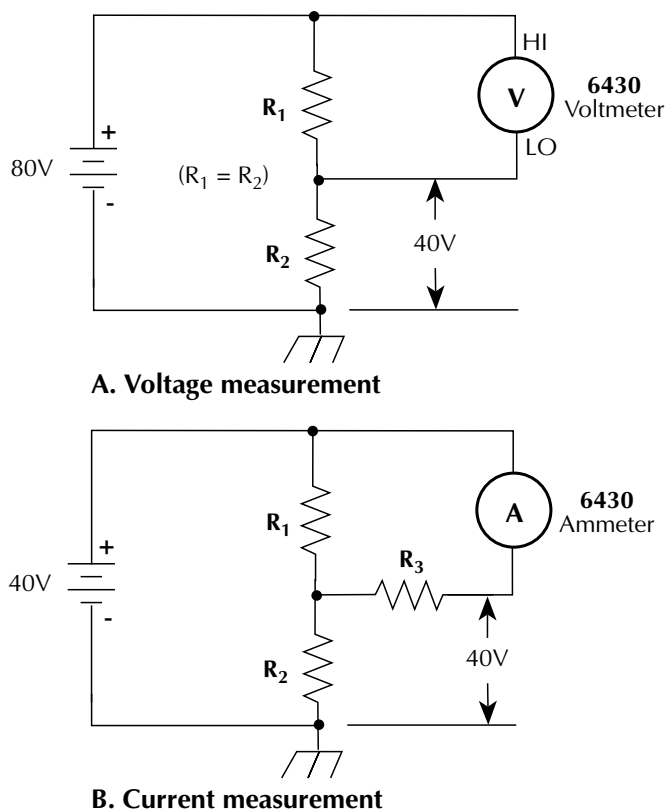 HI
6430
V
Voltmeter
R1
LO
+
80V
(R1 = R2)
-
40V
R2
A. Voltage measurement
6430
A
Ammeter
R1
R3
+
40V
-
40V
R2
B. Current measurement